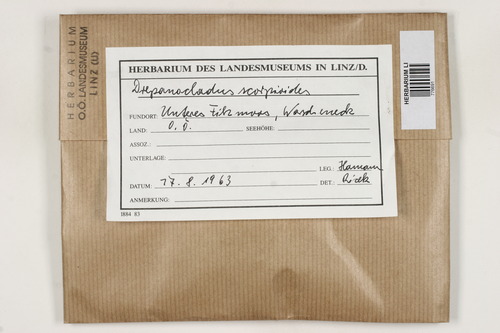 HERBARIUM
O.Ö. LANDESMUSEUM
LINZ (LI)
HERBARIUM LI
HERBARIUM DES LANDESMUSEUMS IN LINZ/D.
Drepanocladus scorpioides
FUNDORT: Unteres Filzmoos, Warscheneck
LAND: O.Ö. SEEHÖHE:
ASSOZ.:
UNTERLAGE:
LEG.: Hamann
DATUM: 17. 8. 1963 DET.: Ricek
ANMERKUNG:
1884 83